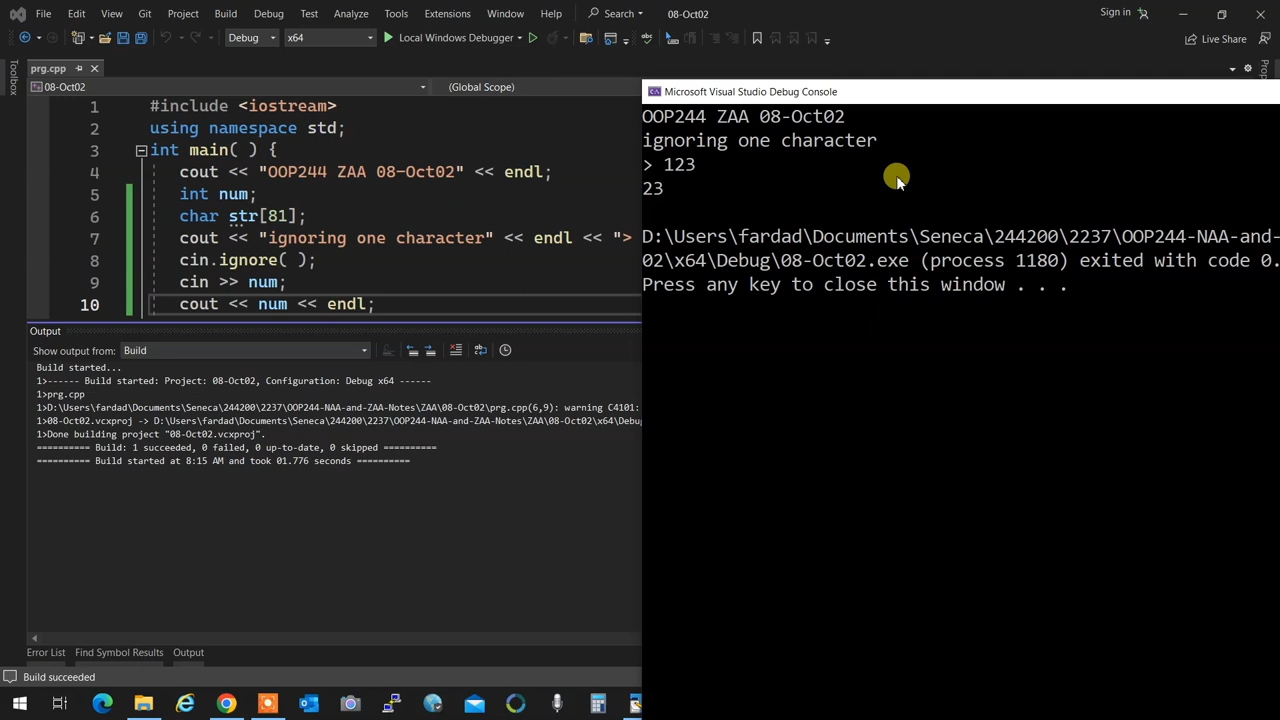 File Edit View Git Project Build Debug Test Analyze Tools Extensions Window Help Search 08-Oct02 Sign in
Debug x64 Local Windows Debugger Live Share
Toolbox
prg.cpp
08-Oct02 (Global Scope)
1 #include <iostream>
2 using namespace std;
3 int main( ) {
4 cout << "OOP244 ZAA 08-Oct02" << endl;
5 int num;
6 char str[81];
7 cout << "ignoring one character" << endl << ">
8 cin.ignore( );
9 cin >> num;
10 cout << num << endl;
Output
Show output from: Build
Build started...
1>------ Build started: Project: 08-Oct02, Configuration: Debug x64 ------
1>prg.cpp
1>D:\Users\fardad\Documents\Seneca\244200\2237\OOP244-NAA-and-ZAA-Notes\ZAA\08-Oct02\prg.cpp(6,9): warning C4101:
1>08-Oct02.vcxproj -> D:\Users\fardad\Documents\Seneca\244200\2237\OOP244-NAA-and-ZAA-Notes\ZAA\08-Oct02\x64\Debug
1>Done building project "08-Oct02.vcxproj".
========== Build: 1 succeeded, 0 failed, 0 up-to-date, 0 skipped ==========
========== Build started at 8:15 AM and took 01.776 seconds ==========
Error List Find Symbol Results Output
Build succeeded
Microsoft Visual Studio Debug Console
OOP244 ZAA 08-Oct02
ignoring one character
> 123
23
D:\Users\fardad\Documents\Seneca\244200\2237\OOP244-NAA-and-
02\x64\Debug\08-Oct02.exe (process 1180) exited with code 0.
Press any key to close this window . . .